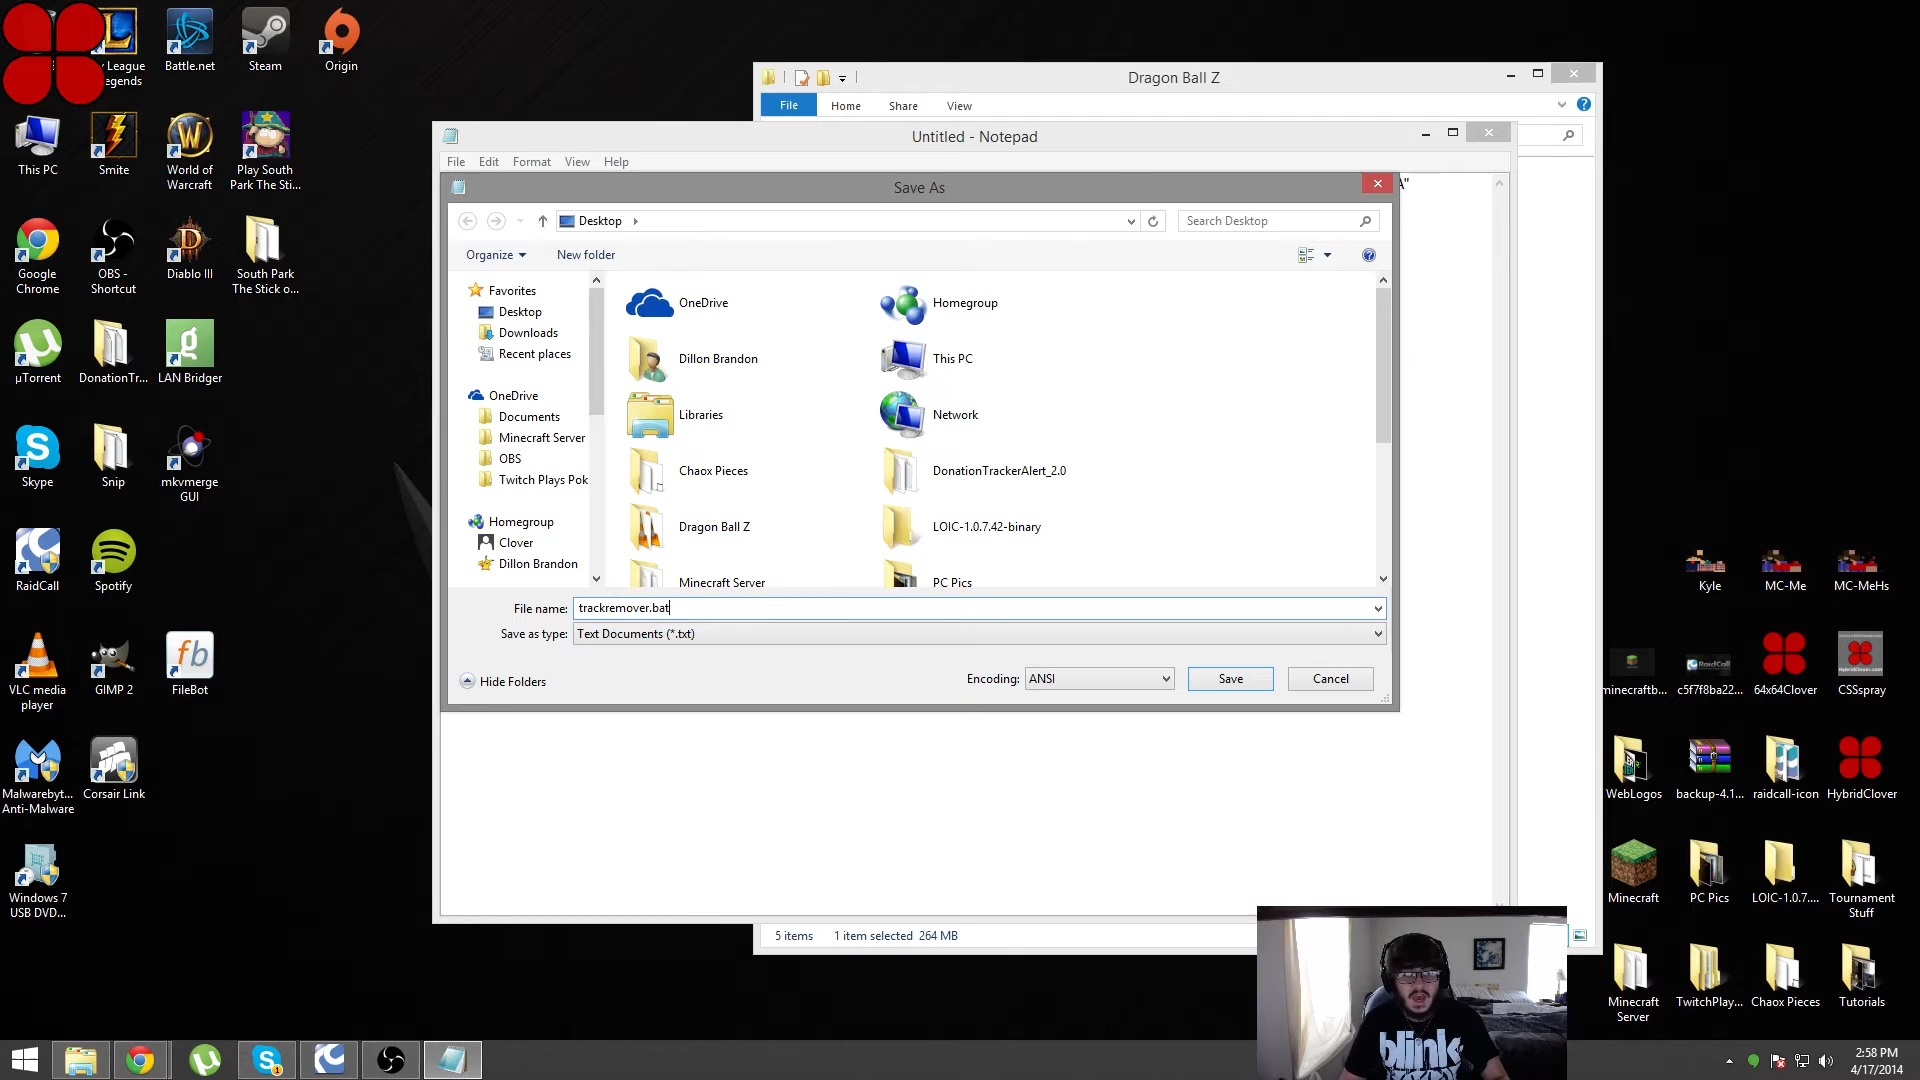 y League
egends
Battle.net
Steam
Origin
This PC
Smite
World of
Warcraft
Play South
Park The Sti...
Google
Chrome
OBS -
Shortcut
Diablo III
South Park
The Stick o...
µTorrent
DonationTr...
LAN Bridger
Skype
Snip
mkvmerge
GUI
RaidCall
Spotify
VLC media
player
GIMP 2
FileBot
Malwarebyt...
Anti-Malware
Corsair Link
Windows 7
USB DVD...
Dragon Ball Z
File
Home
Share
View
Untitled - Notepad
File
Edit
Format
View
Help
Save As
Desktop
Search Desktop
Organize
New folder
Favorites
Desktop
Downloads
Recent places
OneDrive
Documents
Minecraft Server
OBS
Twitch Plays Pok
Homegroup
Clover
Dillon Brandon
OneDrive
Homegroup
Dillon Brandon
This PC
Libraries
Network
Chaox Pieces
DonationTrackerAlert_2.0
Dragon Ball Z
LOIC-1.0.7.42-binary
Minecraft Server
PC Pics
File name:
trackremover.bat
Save as type:
Text Documents (*.txt)
Hide Folders
Encoding:
ANSI
Save
Cancel
5 items
1 item selected 264 MB
Kyle
MC-Me
MC-MeHs
minecraftb...
c5f7f8ba22...
64x64Clover
CSSspray
WebLogos
backup-4.1...
raidcall-icon
HybridClover
Minecraft
PC Pics
LOIC-1.0.7....
Tournament
Stuff
Minecraft
Server
TwitchPlay...
Chaox Pieces
Tutorials
blink
2:58 PM
4/17/2014